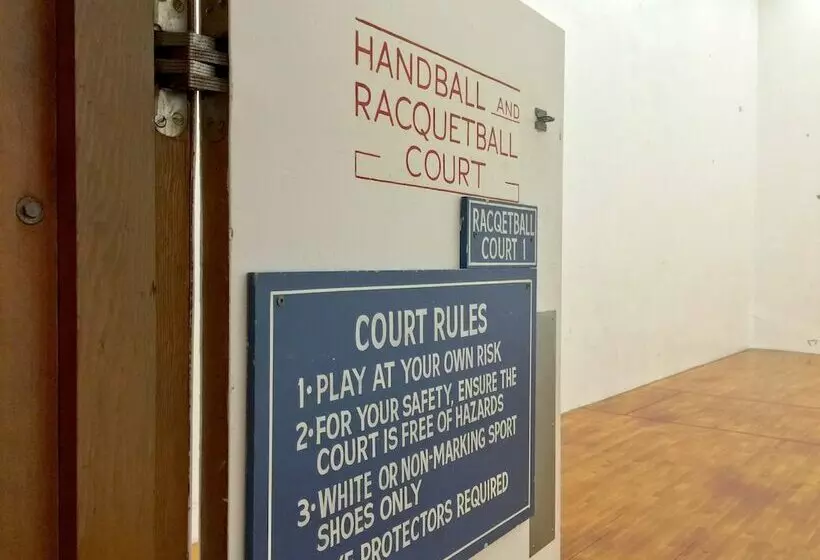 HANDBALL AND
RACQUETBALL
COURT
RACQETBALL
COURT 1
COURT RULES
1·PLAY AT YOUR OWN RISK
2·FOR YOUR SAFETY, ENSURE THE
COURT IS FREE OF HAZARDS
3·WHITE OR NON-MARKING SPORT
SHOES ONLY
PROTECTORS REQUIRED